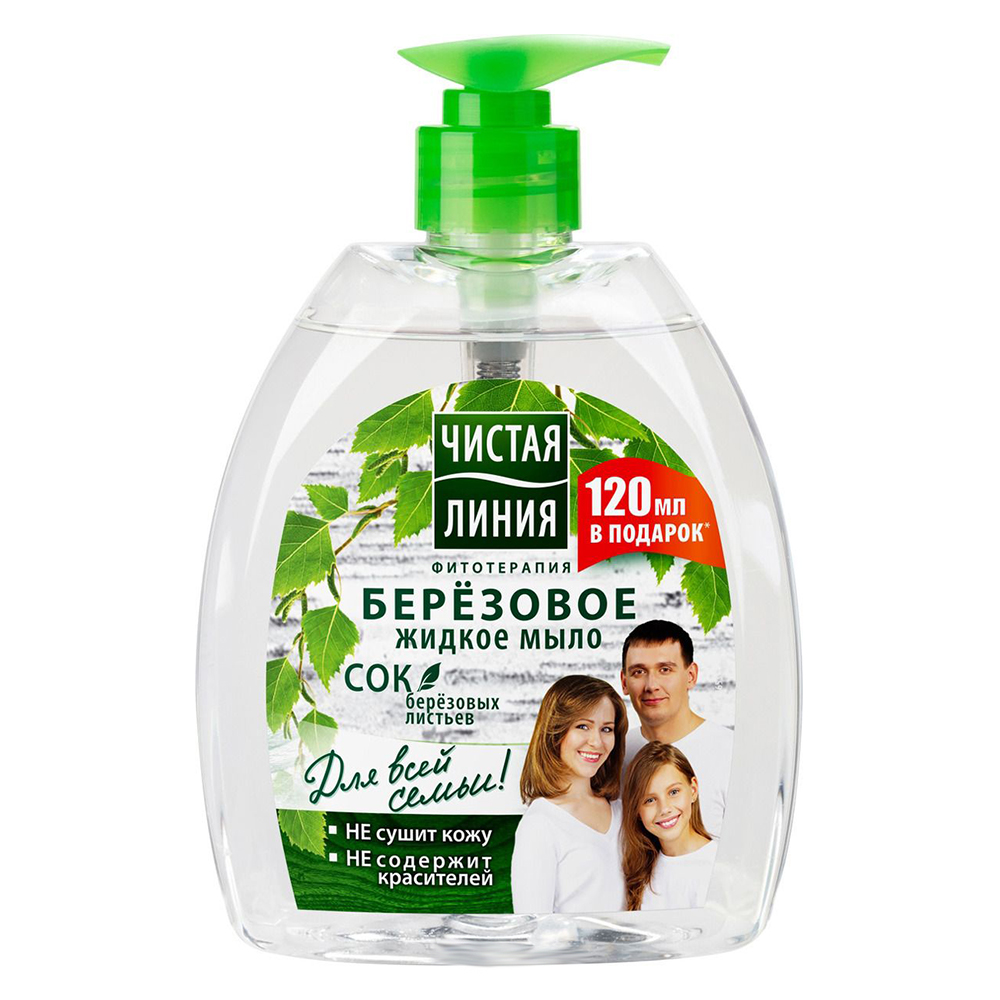 ЧИСТАЯ
ЛИНИЯ
120 МЛ
В ПОДАРОК*
ФИТОТЕРАПИЯ
БЕРЁЗОВОЕ
ЖИДКОЕ МЫЛО
СОК
берёзовых
листьев
Для всей
семьи!
▪ НЕ СУШИТ КОЖУ
▪ НЕ СОДЕРЖИТ
КРАСИТЕЛЕЙ